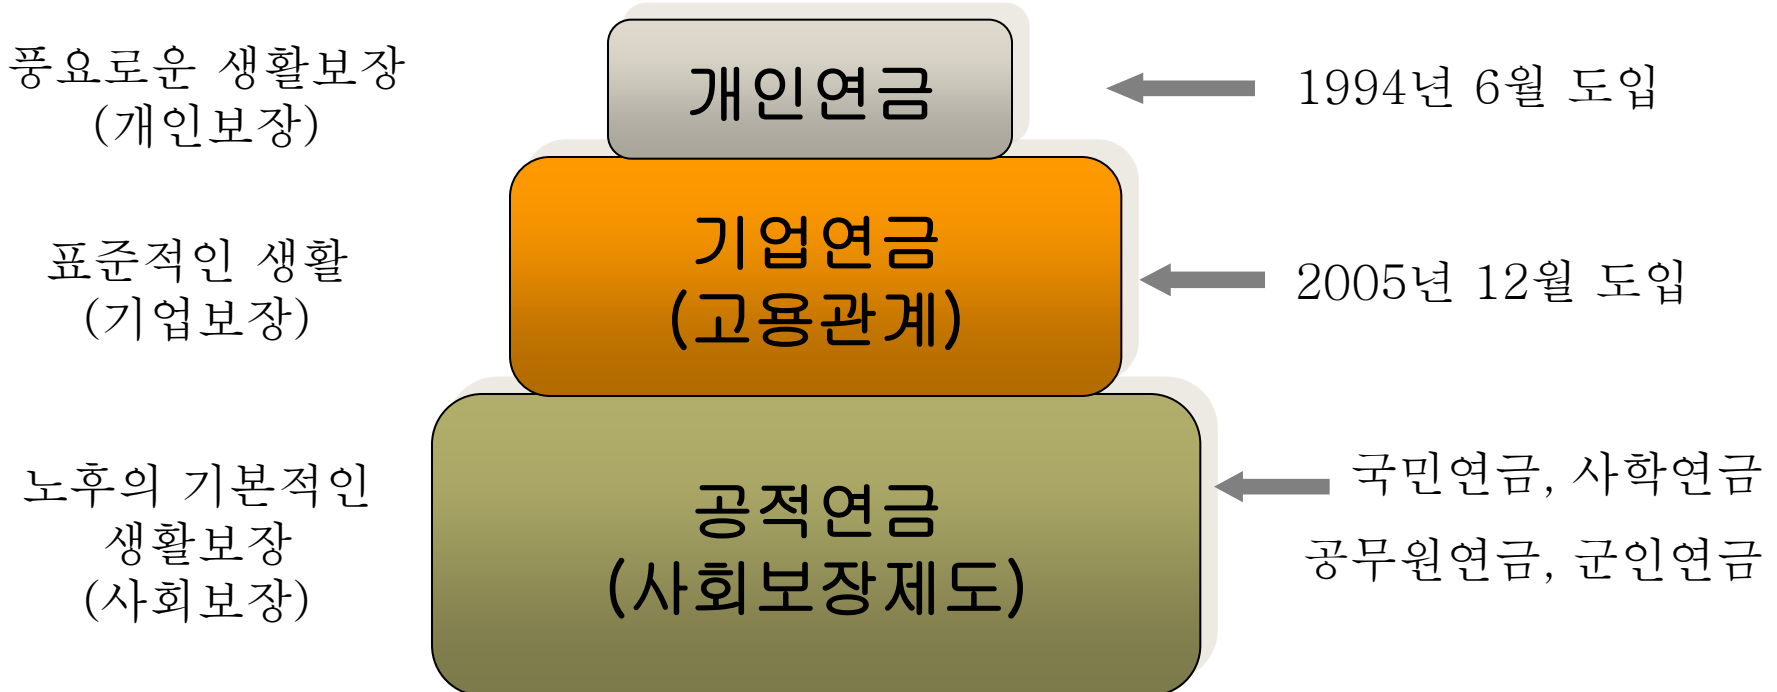 풍요로운 생활보장
(개인보장)
개인연금
1994년 6월 도입
표준적인 생활
(기업보장)
기업연금
(고용관계)
2005년 12월 도입
노후의 기본적인
생활보장
(사회보장)
공적연금
(사회보장제도)
국민연금, 사학연금
공무원연금, 군인연금